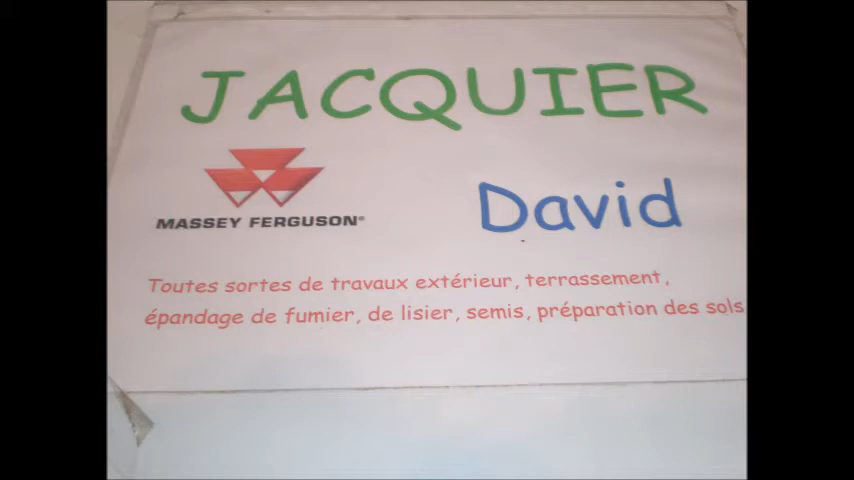 JACQUIER
David
MASSEY FERGUSON®
Toutes sortes de travaux extérieur, terrassement,
épandage de fumier, de lisier, semis, préparation des sols